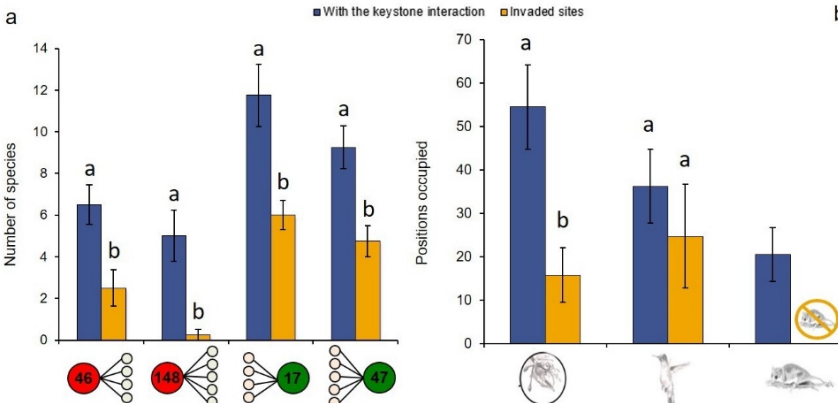 a
With the keystone interaction
Invaded sites
b
Number of species
14
12
10
8
6
4
2
0
a
b
a
b
a
b
a
b
46
148
17
47
Positions occupied
70
60
50
40
30
20
10
0
a
b
a
a